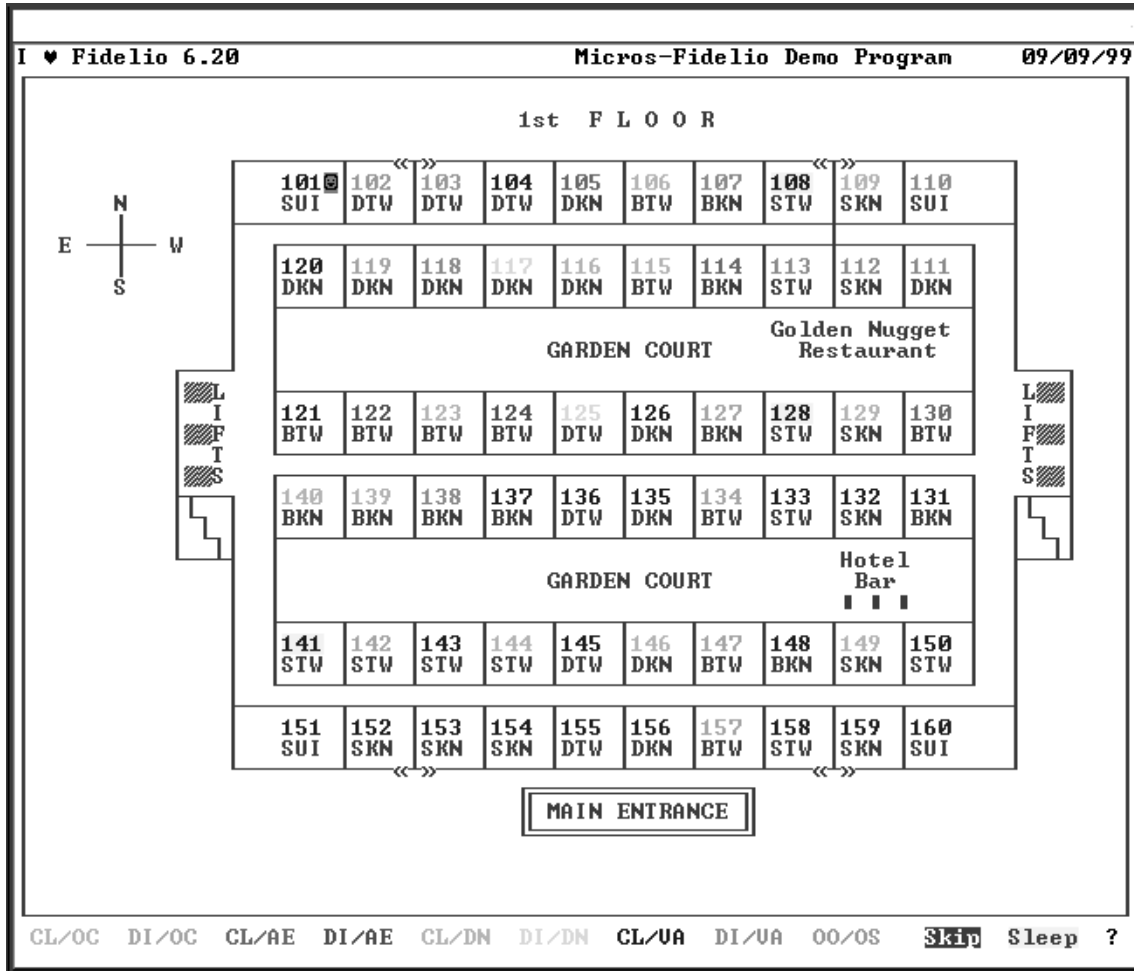 I ♥ Fidelio 6.20 Micros-Fidelio Demo Program 09/09/99
1st F L O O R
101 102 103 104 105 106 107 108 109 110
SUI DTW DTW DTW DKN BTW BKN STW SKN SUI
N
E W
S
120 119 118 117 116 115 114 113 112 111
DKN DKN DKN DKN DKN BTW BKN STW SKN DKN
GARDEN COURT
Golden Nugget
Restaurant
LIFTS
LIFTS
121 122 123 124 125 126 127 128 129 130
BTW BTW BTW BTW DTW DKN BKN STW SKN BTW
140 139 138 137 136 135 134 133 132 131
BKN BKN BKN BKN DTW DKN BTW STW SKN BKN
GARDEN COURT
Hotel
Bar
141 142 143 144 145 146 147 148 149 150
STW STW STW STW DTW DKN BTW BKN SKN STW
151 152 153 154 155 156 157 158 159 160
SUI SKN SKN SKN DTW DKN BTW STW SKN SUI
MAIN ENTRANCE
CL/OC DI/OC CL/AE DI/AE CL/DN DI/DN CL/VA DI/VA OO/OS Skip Sleep ?